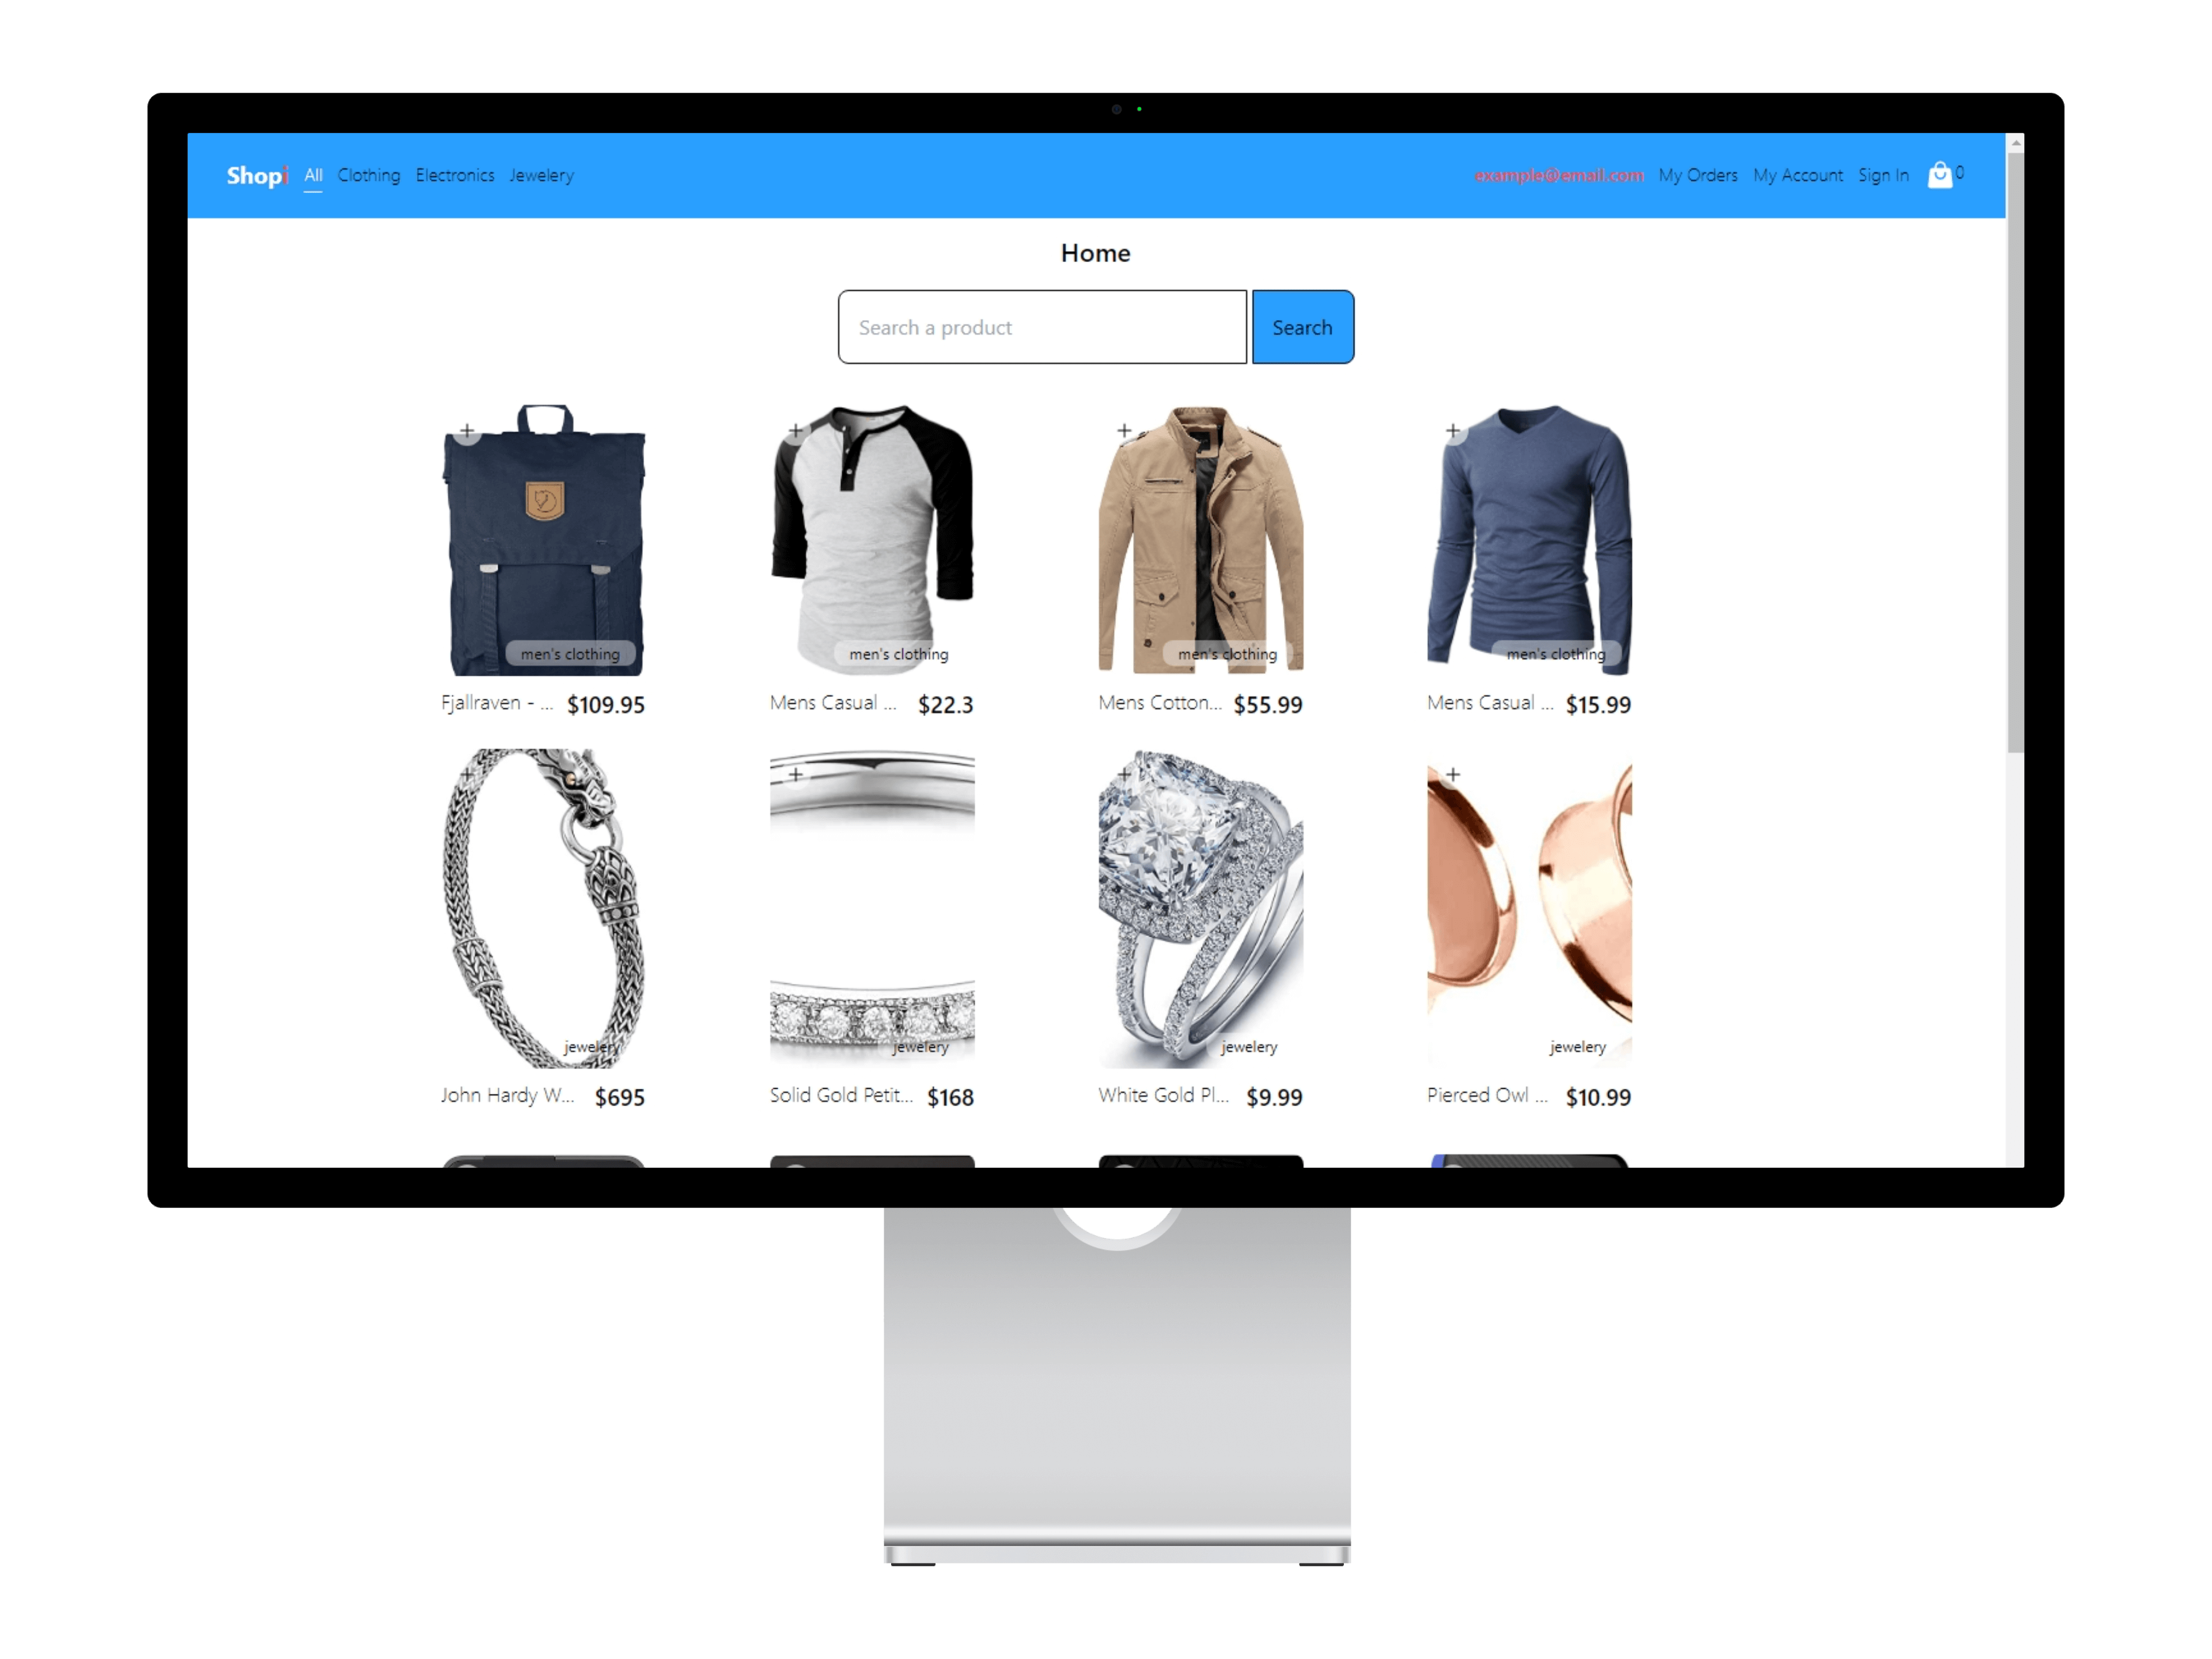 Shopi All Clothing Electronics Jewelery example@email.com My Orders My Account Sign In 0
Home
Search a product Search
+ + + +
men's clothing men's clothing men's clothing men's clothing
Fjallraven - ... $109.95 Mens Casual ... $22.3 Mens Cotton... $55.99 Mens Casual ... $15.99
+ + + +
jewelery jewelery jewelery jewelery
John Hardy W... $695 Solid Gold Petit... $168 White Gold Pl... $9.99 Pierced Owl ... $10.99